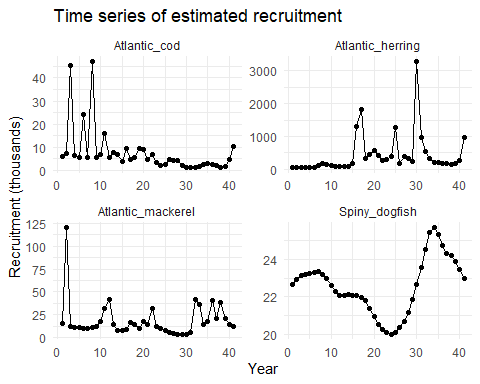 Time series of estimated recruitment
Atlantic_cod
Atlantic_herring
40
30
20
10
0
3000
2000
1000
0
0 10 20 30 40
0 10 20 30 40
Recruitment (thousands)
Atlantic_mackerel
Spiny_dogfish
125
100
75
50
25
0
24
22
20
0 10 20 30 40
0 10 20 30 40
Year